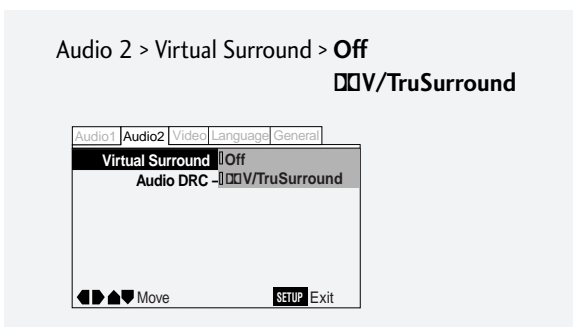 Audio 2 > Virtual Surround > Off
V/TruSurround
Audio1 Audio2 Video Language General
Virtual Surround Off
Audio DRC – V/TruSurround
Move SETUP Exit